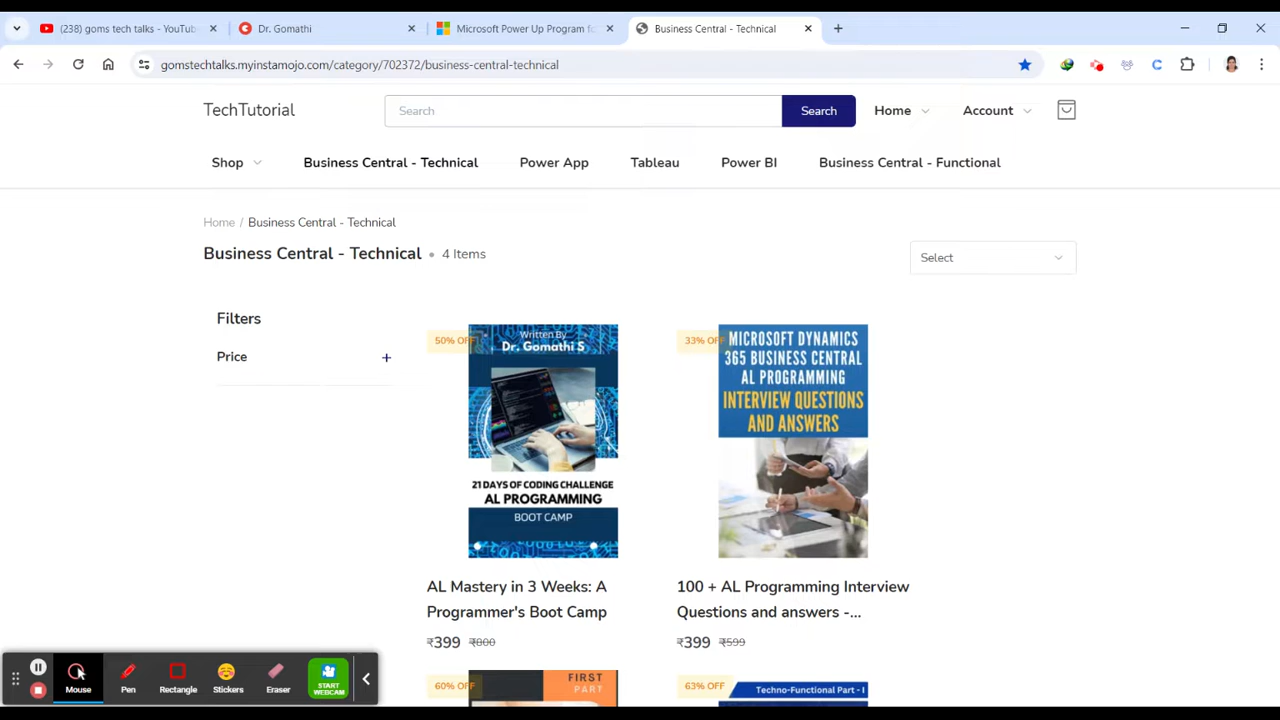 (238) goms tech talks - YouTube
Dr. Gomathi
Microsoft Power Up Program fo
Business Central - Technical
gomstechtalks.myinstamojo.com/category/702372/business-central-technical
TechTutorial
Search
Search
Home
Account
Shop
Business Central - Technical
Power App
Tableau
Power BI
Business Central - Functional
Home / Business Central - Technical
Business Central - Technical • 4 Items
Select
Filters
Price +
50% OFF
Written By
Dr. Gomathi S
21 DAYS OF CODING CHALLENGE
AL PROGRAMMING
BOOT CAMP
AL Mastery in 3 Weeks: A
Programmer's Boot Camp
₹399 ₹800
33% OFF
MICROSOFT DYNAMICS
365 BUSINESS CENTRAL
AL PROGRAMMING
INTERVIEW QUESTIONS
AND ANSWERS
100 + AL Programming Interview
Questions and answers -...
₹399 ₹599
60% OFF
FIRST
PART
63% OFF
Techno-Functional Part - I
Mouse
Pen
Rectangle
Stickers
Eraser
START
WEBCAM